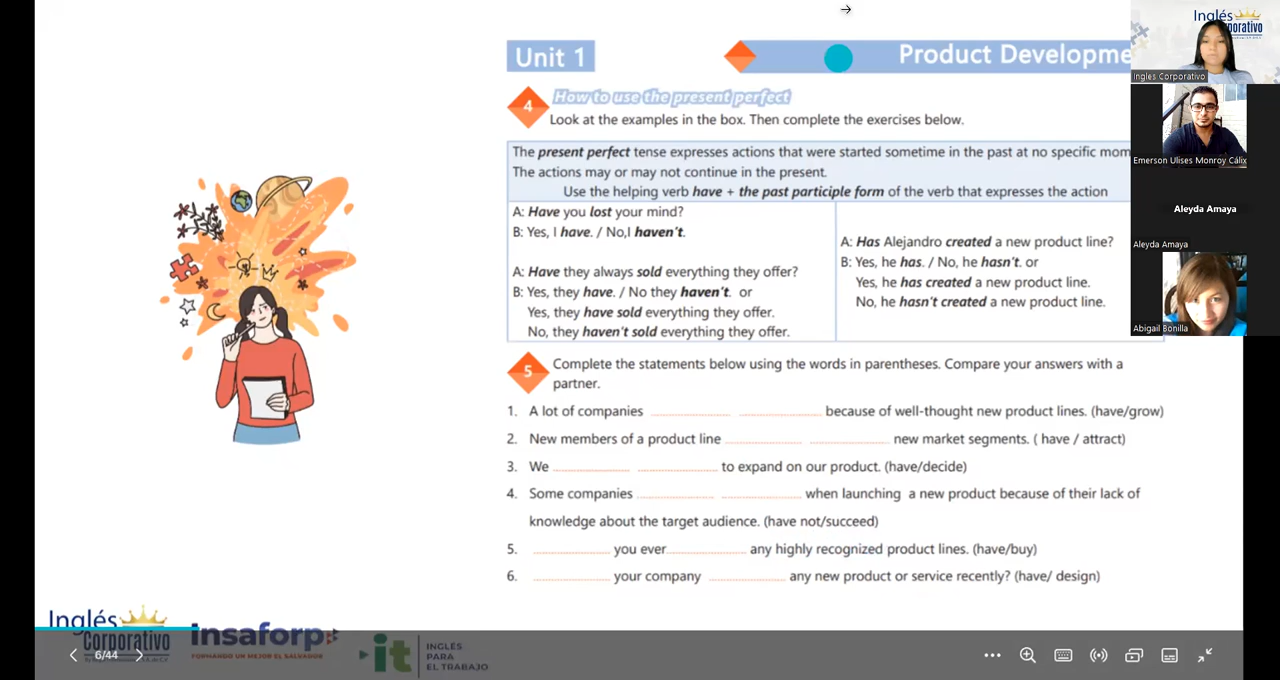 Unit 1
Product Developme
4
How to use the present perfect
Look at the examples in the box. Then complete the exercises below.
The present perfect tense expresses actions that were started sometime in the past at no specific mom
The actions may or may not continue in the present.
Use the helping verb have + the past participle form of the verb that expresses the action
A: Have you lost your mind?
B: Yes, I have. / No,I haven't.
A: Have they always sold everything they offer?
B: Yes, they have. / No they haven't. or
Yes, they have sold everything they offer.
No, they haven't sold everything they offer.
A: Has Alejandro created a new product line?
B: Yes, he has. / No, he hasn't. or
Yes, he has created a new product line.
No, he hasn't created a new product line.
5
Complete the statements below using the words in parentheses. Compare your answers with a
partner.
1. A lot of companies because of well-thought new product lines. (have/grow)
2. New members of a product line new market segments. ( have / attract)
3. We to expand on our product. (have/decide)
4. Some companies when launching a new product because of their lack of
knowledge about the target audience. (have not/succeed)
5. you ever any highly recognized product lines. (have/buy)
6. your company any new product or service recently? (have/ design)
Inglés
Corporativo
insaforp
FORMANDO UN MEJOR EL SALVADOR
it
INGLES
PARA
EL TRABAJO
6/44
Inglés
Corporativo
Ingles Corporativo
Emerson Ulises Monroy Cálix
Aleyda Amaya
Aleyda Amaya
Abigail Bonilla